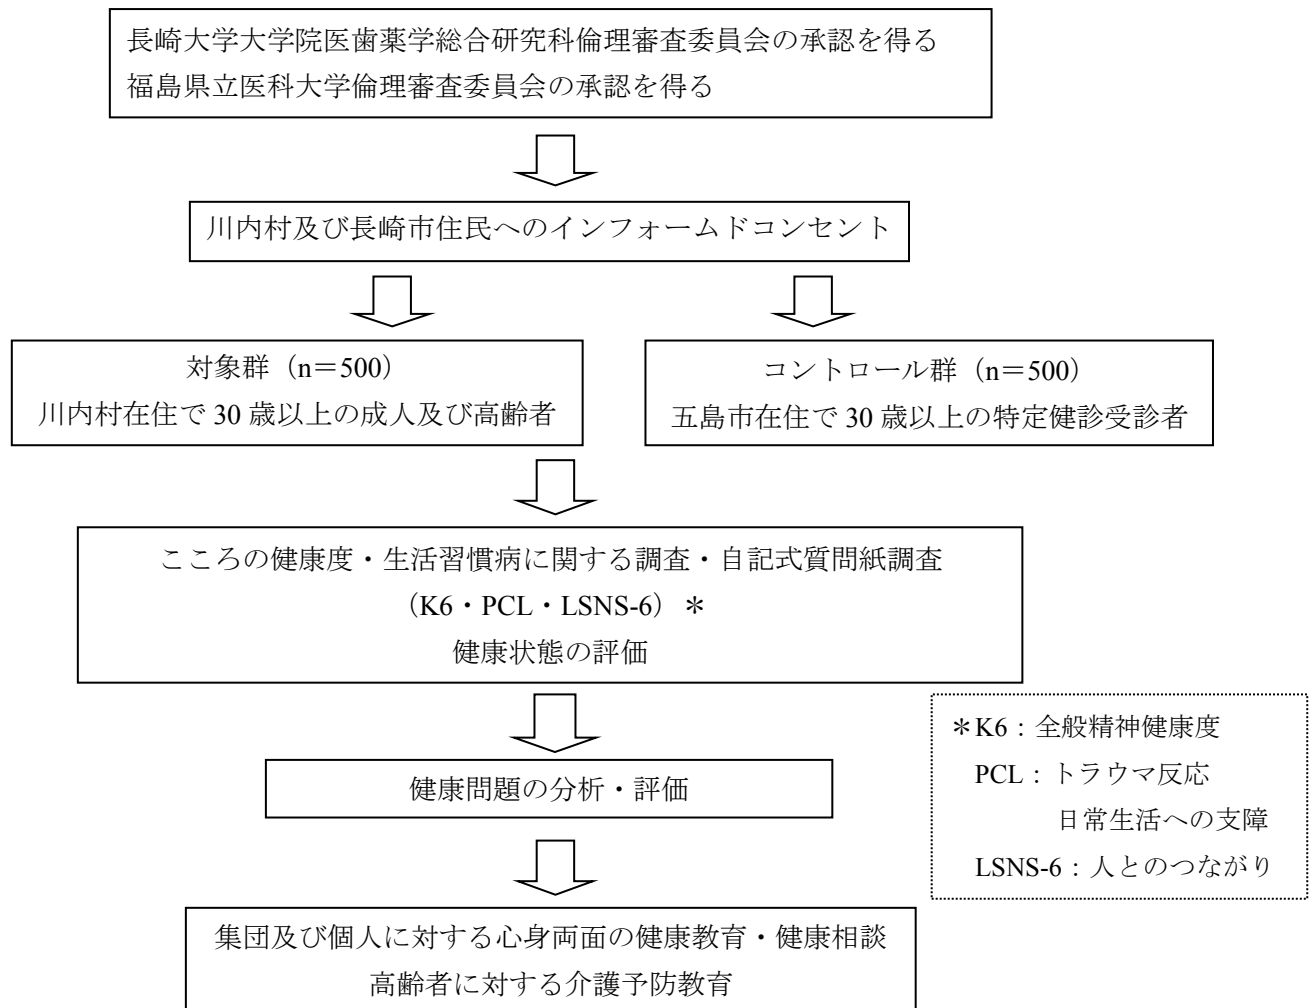 長崎大学大学院医歯薬学総合研究科倫理審査委員会の承認を得る
福島県立医科大学倫理審査委員会の承認を得る
川内村及び長崎市住民へのインフォームドコンセント
対象群（n＝500）
川内村在住で 30 歳以上の成人及び高齢者
コントロール群（n＝500）
五島市在住で 30 歳以上の特定健診受診者
こころの健康度・生活習慣病に関する調査・自記式質問紙調査
（K6・PCL・LSNS-6）＊
健康状態の評価
健康問題の分析・評価
＊K6：全般精神健康度
PCL：トラウマ反応
日常生活への支障
LSNS-6：人とのつながり
集団及び個人に対する心身両面の健康教育・健康相談
高齢者に対する介護予防教育